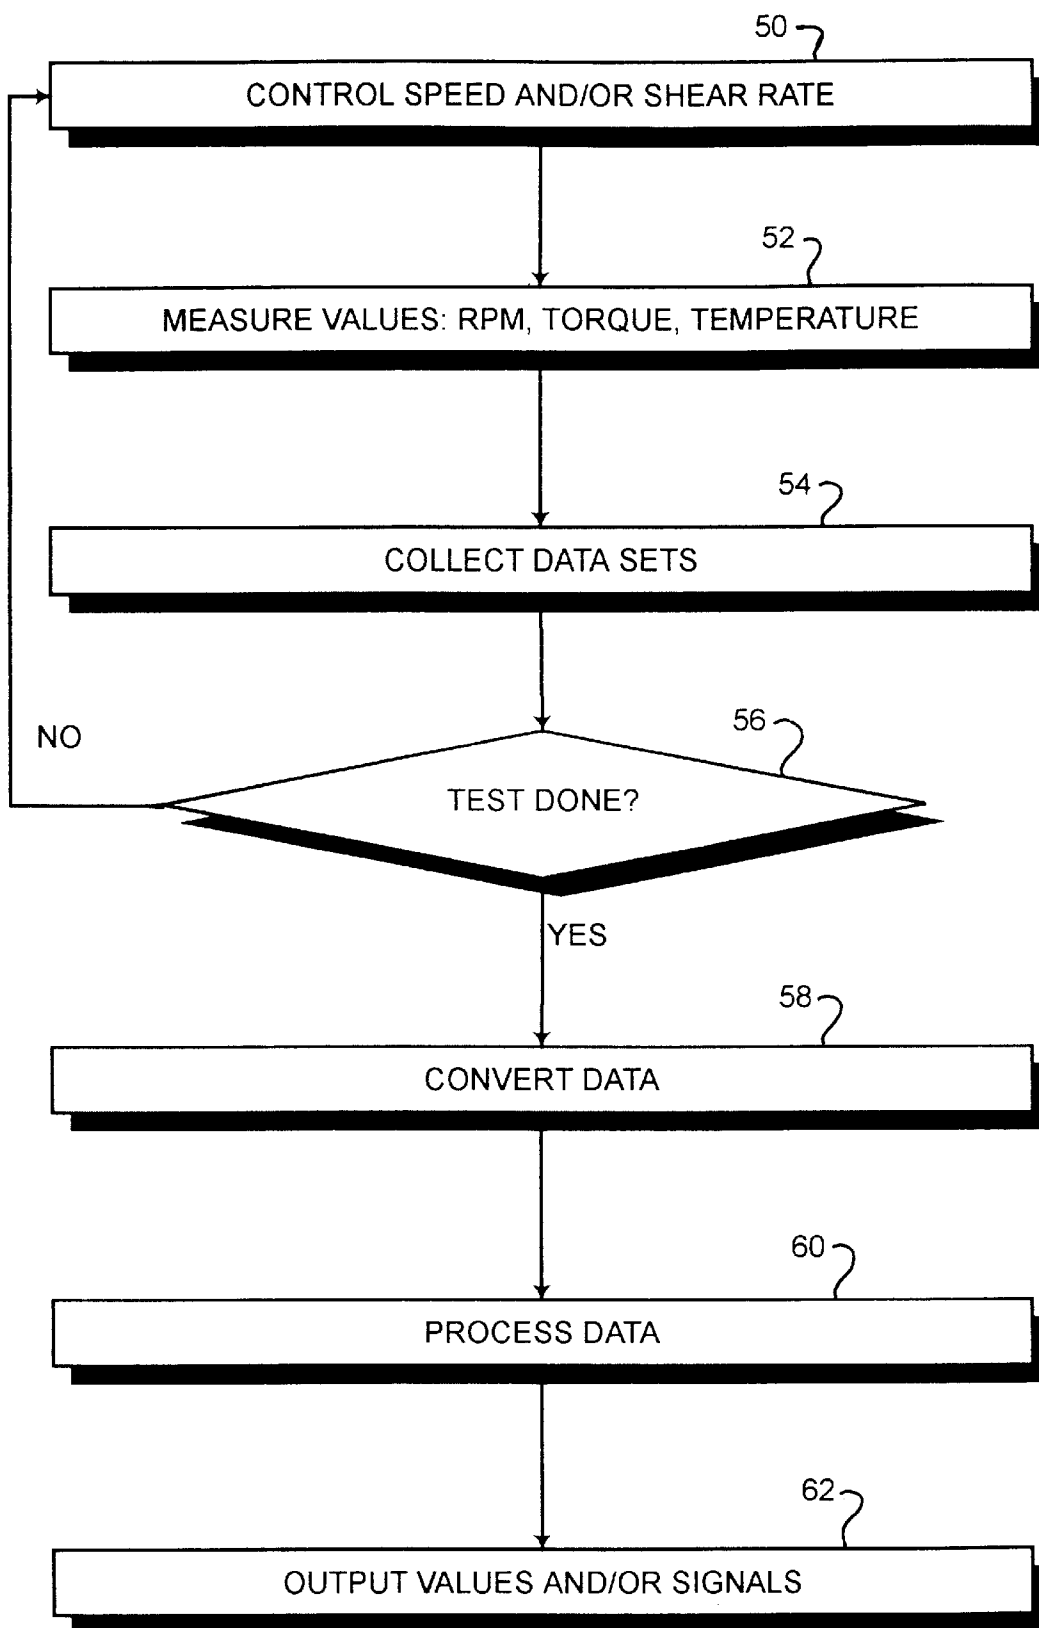 50
CONTROL SPEED AND/OR SHEAR RATE
52
MEASURE VALUES: RPM, TORQUE, TEMPERATURE
54
COLLECT DATA SETS
NO
56
TEST DONE?
YES
58
CONVERT DATA
60
PROCESS DATA
62
OUTPUT VALUES AND/OR SIGNALS